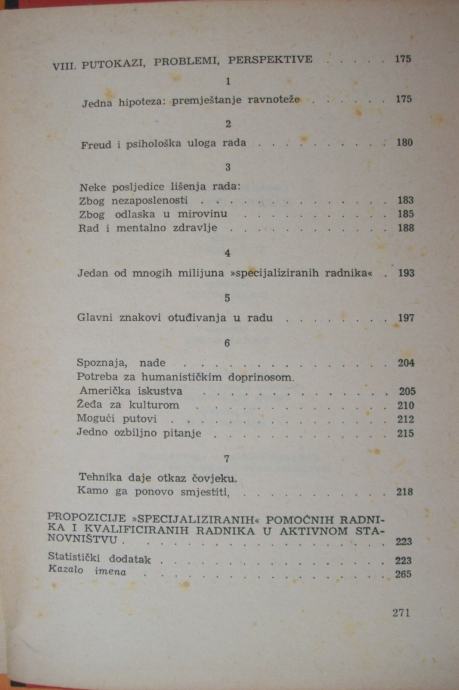 VIII. PUTOKAZI, PROBLEMI, PERSPEKTIVE . . . . . 175
1
Jedna hipoteza: premještanje ravnoteže . . . . . . 175
2
Freud i psihološka uloga rada . . . . . . . . . 180
3
Neke posljedice lišenja rada:
Zbog nezaposlenosti . . . . . . . . . . . . 183
Zbog odlaska u mirovinu . . . . . . . . . . 185
Rad i mentalno zdravlje . . . . . . . . . . 188
4
Jedan od mnogih milijuna »specijaliziranih radnika« . 193
5
Glavni znakovi otuđivanja u radu . . . . . . . 197
6
Spoznaja, nade . . . . . . . . . . . . . 204
Potreba za humanističkim doprinosom.
Američka iskustva . . . . . . . . . . . . 205
Žeđa za kulturom . . . . . . . . . . . . 210
Mogući putovi . . . . . . . . . . . . . 212
Jedno ozbiljno pitanje . . . . . . . . . . . 215
7
Tehnika daje otkaz čovjeku.
Kamo ga ponovo smjestiti, . . . . . . . . . . 218
PROPOZICIJE »SPECIJALIZIRANIH« POMOĆNIH RADNI-
KA I KVALIFICIRANIH RADNIKA U AKTIVNOM STA-
NOVNIŠTVU . . . . . . . . . . . . . . . 223
Statistički dodatak . . . . . . . . . . . . . 223
Kazalo imena . . . . . . . . . . . . . . 265
271